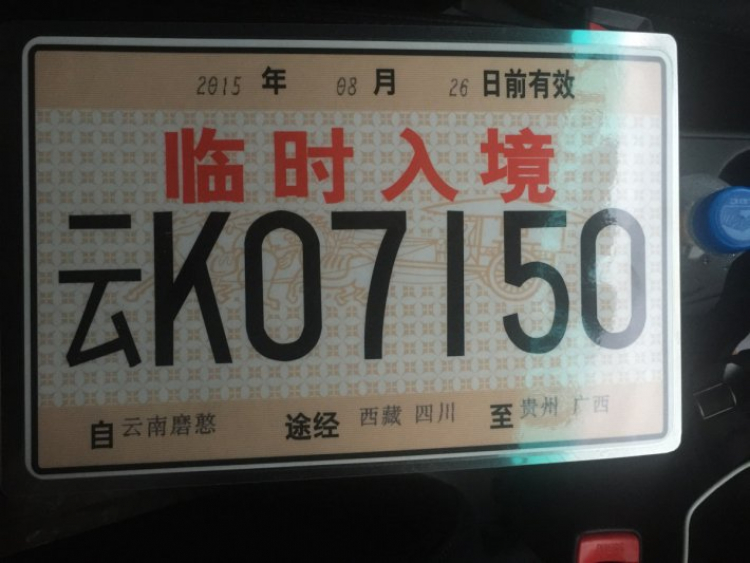 2015 年 08 月 26 日前有效
临时入境
云K07150
自 云南磨憨 途经 西藏 四川 至 贵州 广西